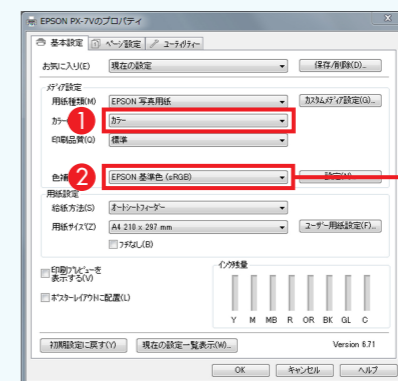 EPSON PX-7Vのプロパティ
基本設定 ページ設定 ユーティリティー
お気に入り(E) 現在の設定 保存/削除(D)...
メディア設定
用紙種類(M) EPSON 写真用紙 カスタムメディア設定(G)...
カラー 1 カラー
印刷品質(Q) 標準
色補 2 EPSON 基準色 (sRGB)
用紙設定
給紙方法(S) オートシートフィーダー
用紙サイズ(Z) A4 210 x 297 mm ユーザー用紙設定(F)...
フチなし(B)
印刷プレビューを
表示する(V)
インク残量
ポスターレイアウトに配置(L)
Y M MB R OR BK GL C
初期設定に戻す(Y) 現在の設定一覧表示(W)... Version 6.71
OK キャンセル ヘルプ